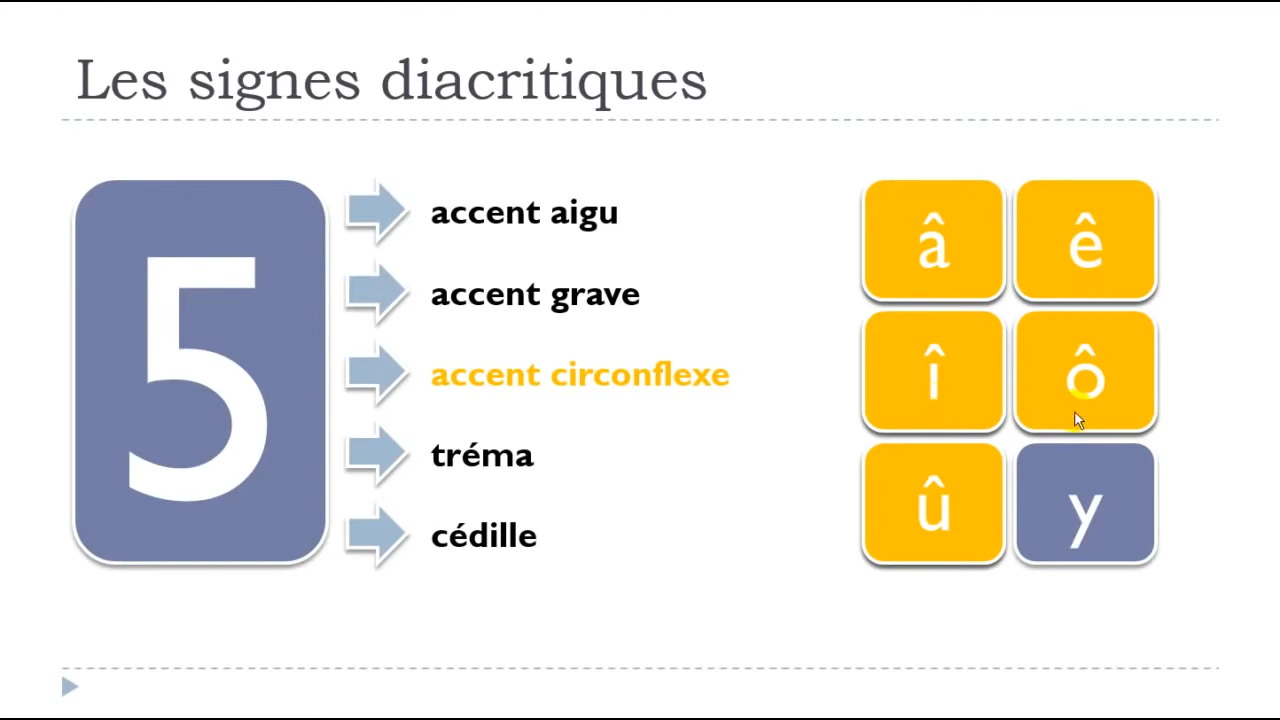 Les signes diacritiques
5
accent aigu
accent grave
accent circonflexe
tréma
cédille
â ê
î ô
û y